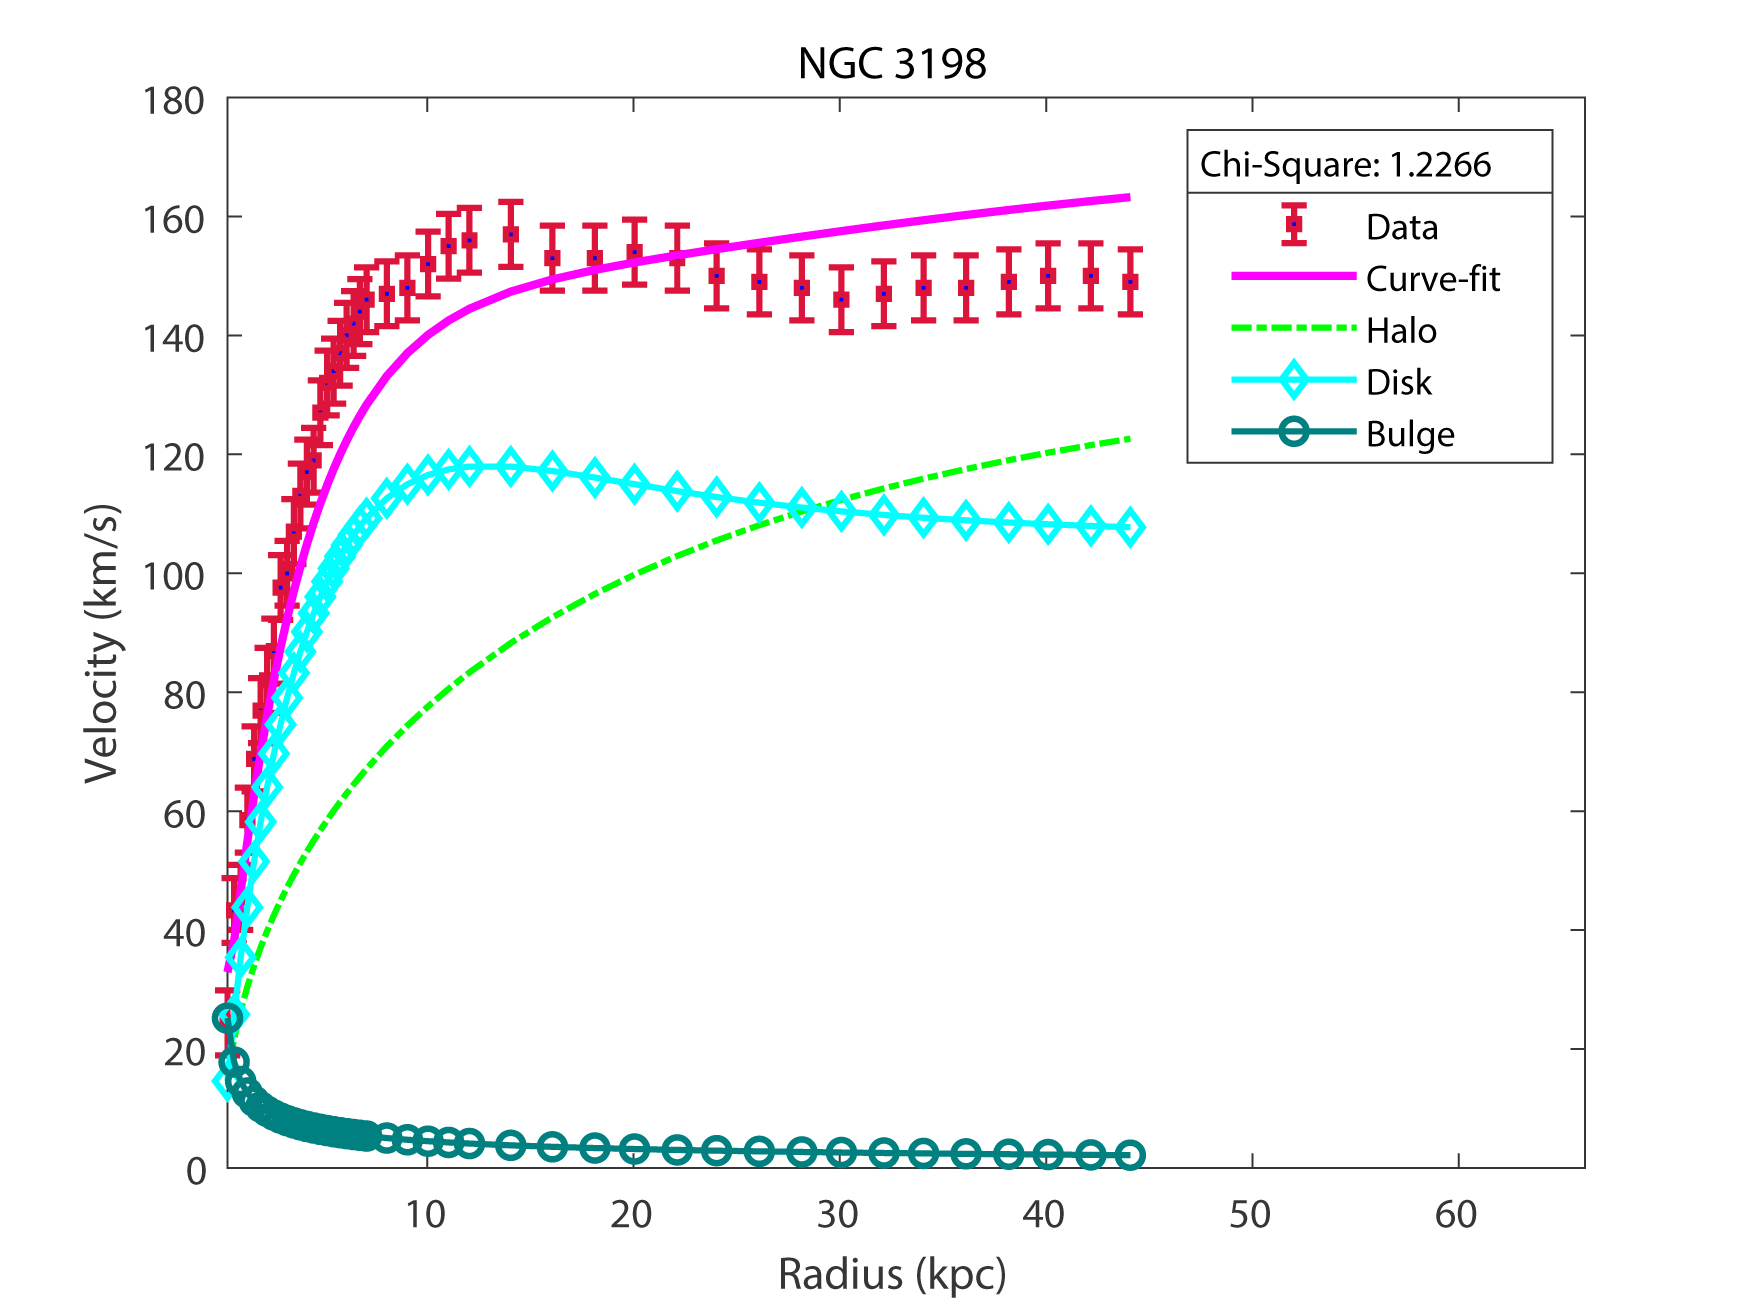 NGC 3198
180
160
140
120
100
80
60
40
20
0
10 20 30 40 50 60
Velocity (km/s)
Radius (kpc)
Chi-Square: 1.2266
Data
Curve-fit
Halo
Disk
Bulge